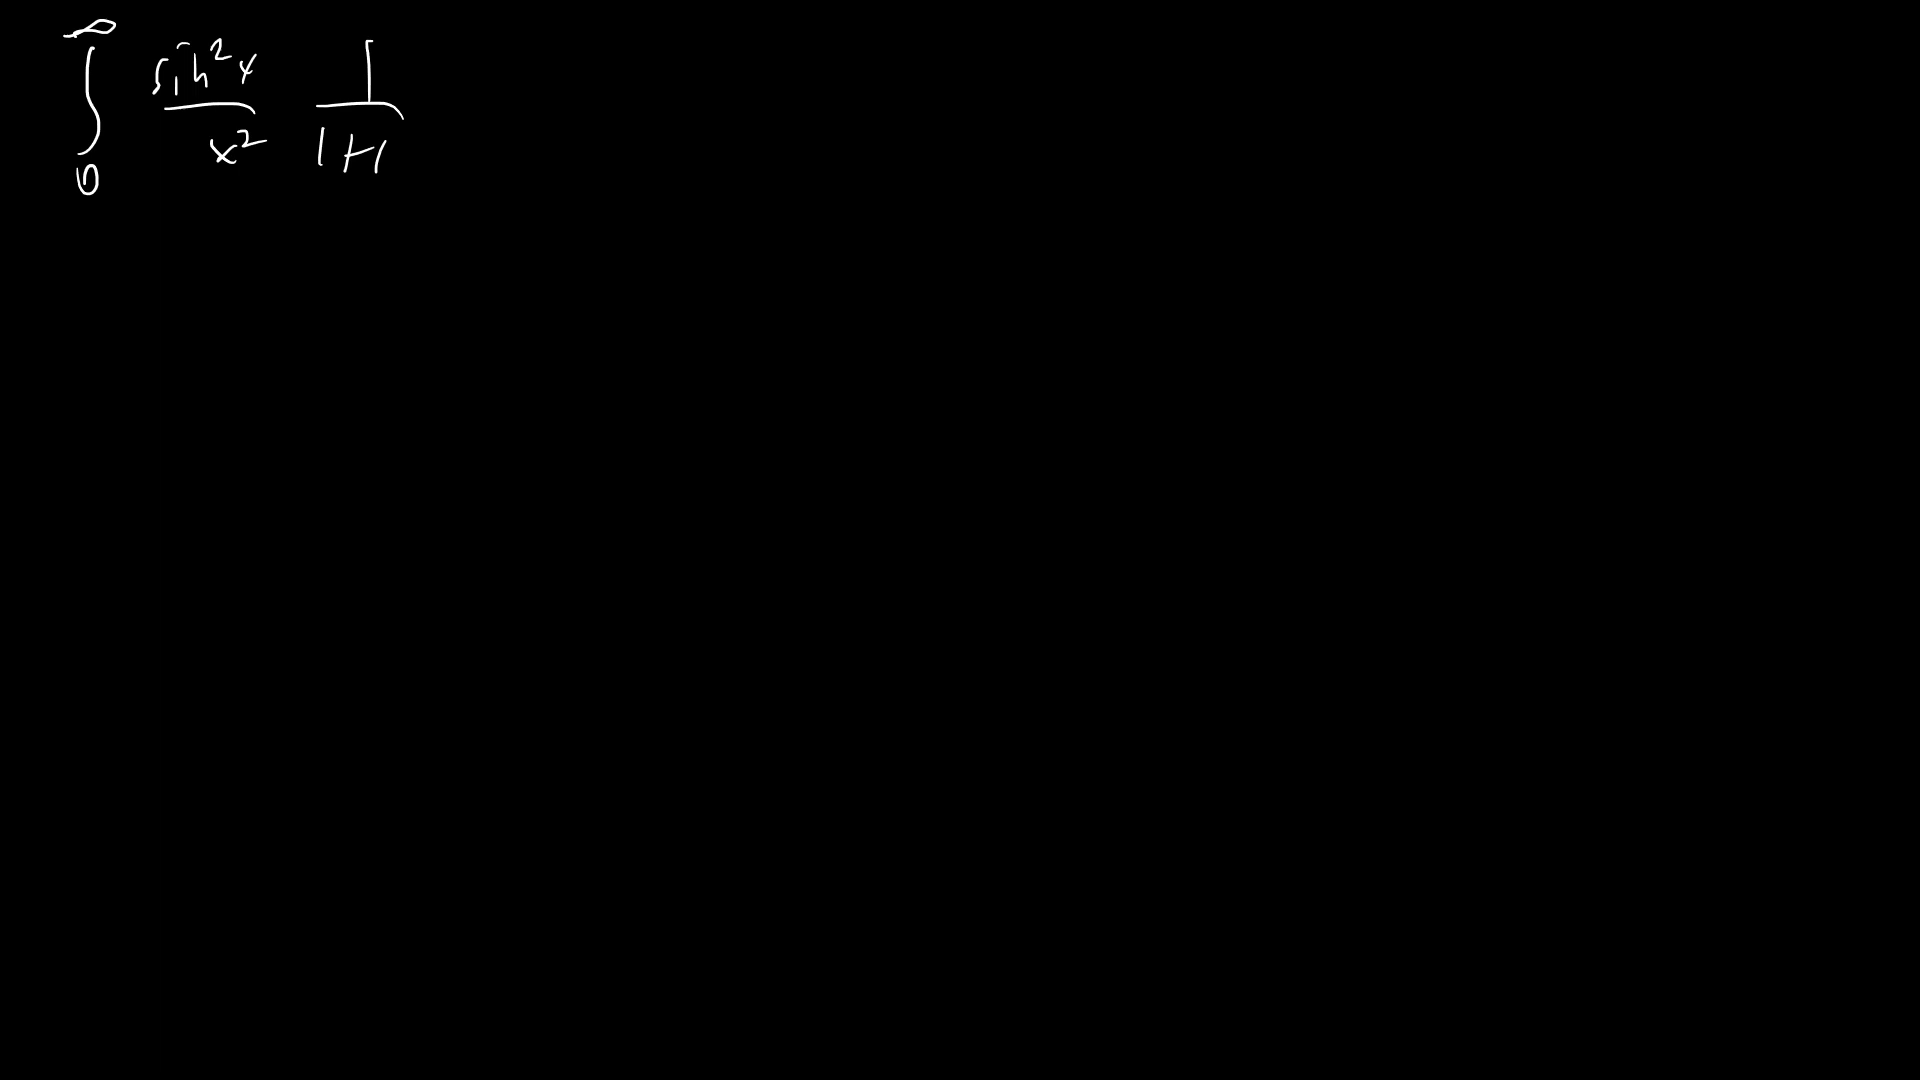 ∫₀^∞ sin²x/x² 1/(1+1